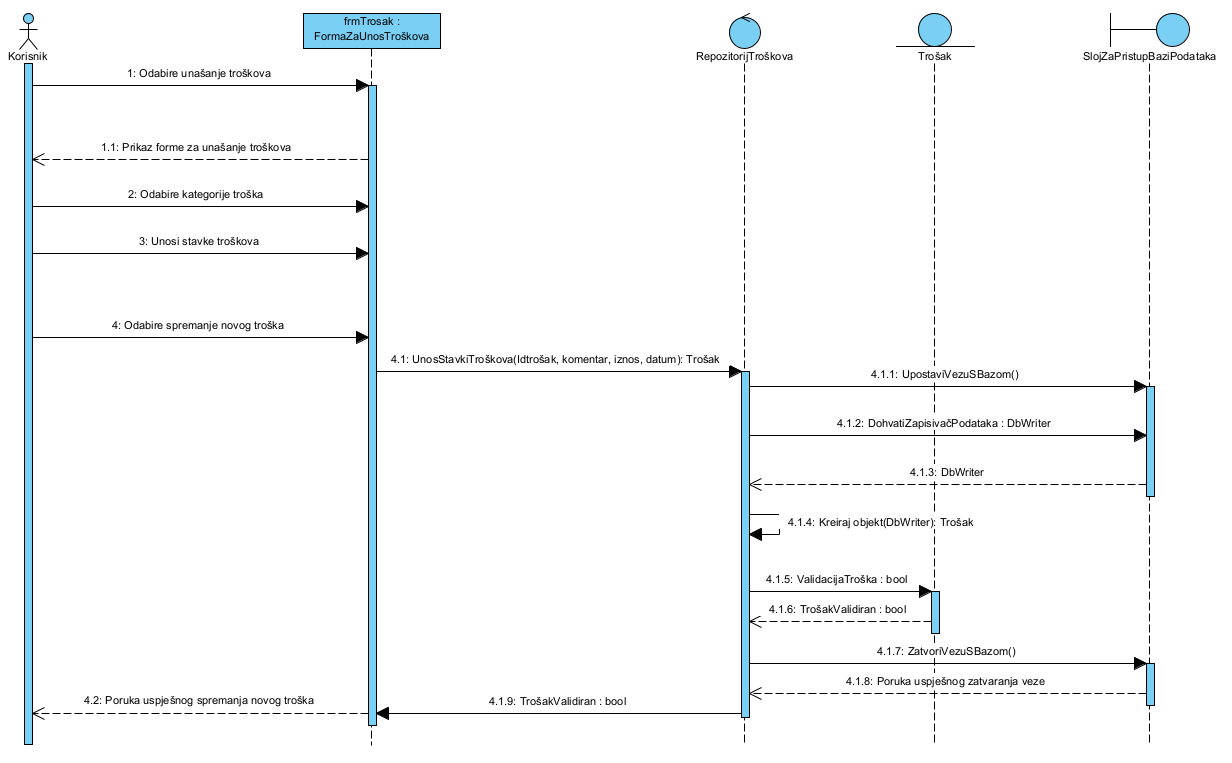 frmTrosak :
FormaZaUnosTroškova
Korisnik
RepozitorijTroškova
Trošak
SlojZaPristupBaziPodataka
1: Odabire unašanje troškova
1.1: Prikaz forme za unašanje troškova
2: Odabire kategorije troška
3: Unosi stavke troškova
4: Odabire spremanje novog troška
4.1: UnosStavkiTroškova(Idtrošak, komentar, iznos, datum): Trošak
4.1.1: UpostaviVezuSBazom()
4.1.2: DohvatiZapisivačPodataka : DbWriter
4.1.3: DbWriter
4.1.4: Kreiraj objekt(DbWriter): Trošak
4.1.5: ValidacijaTroška : bool
4.1.6: TrošakValidiran : bool
4.1.7: ZatvoriVezuSBazom()
4.1.8: Poruka uspješnog zatvaranja veze
4.2: Poruka uspješnog spremanja novog troška
4.1.9: TrošakValidiran : bool